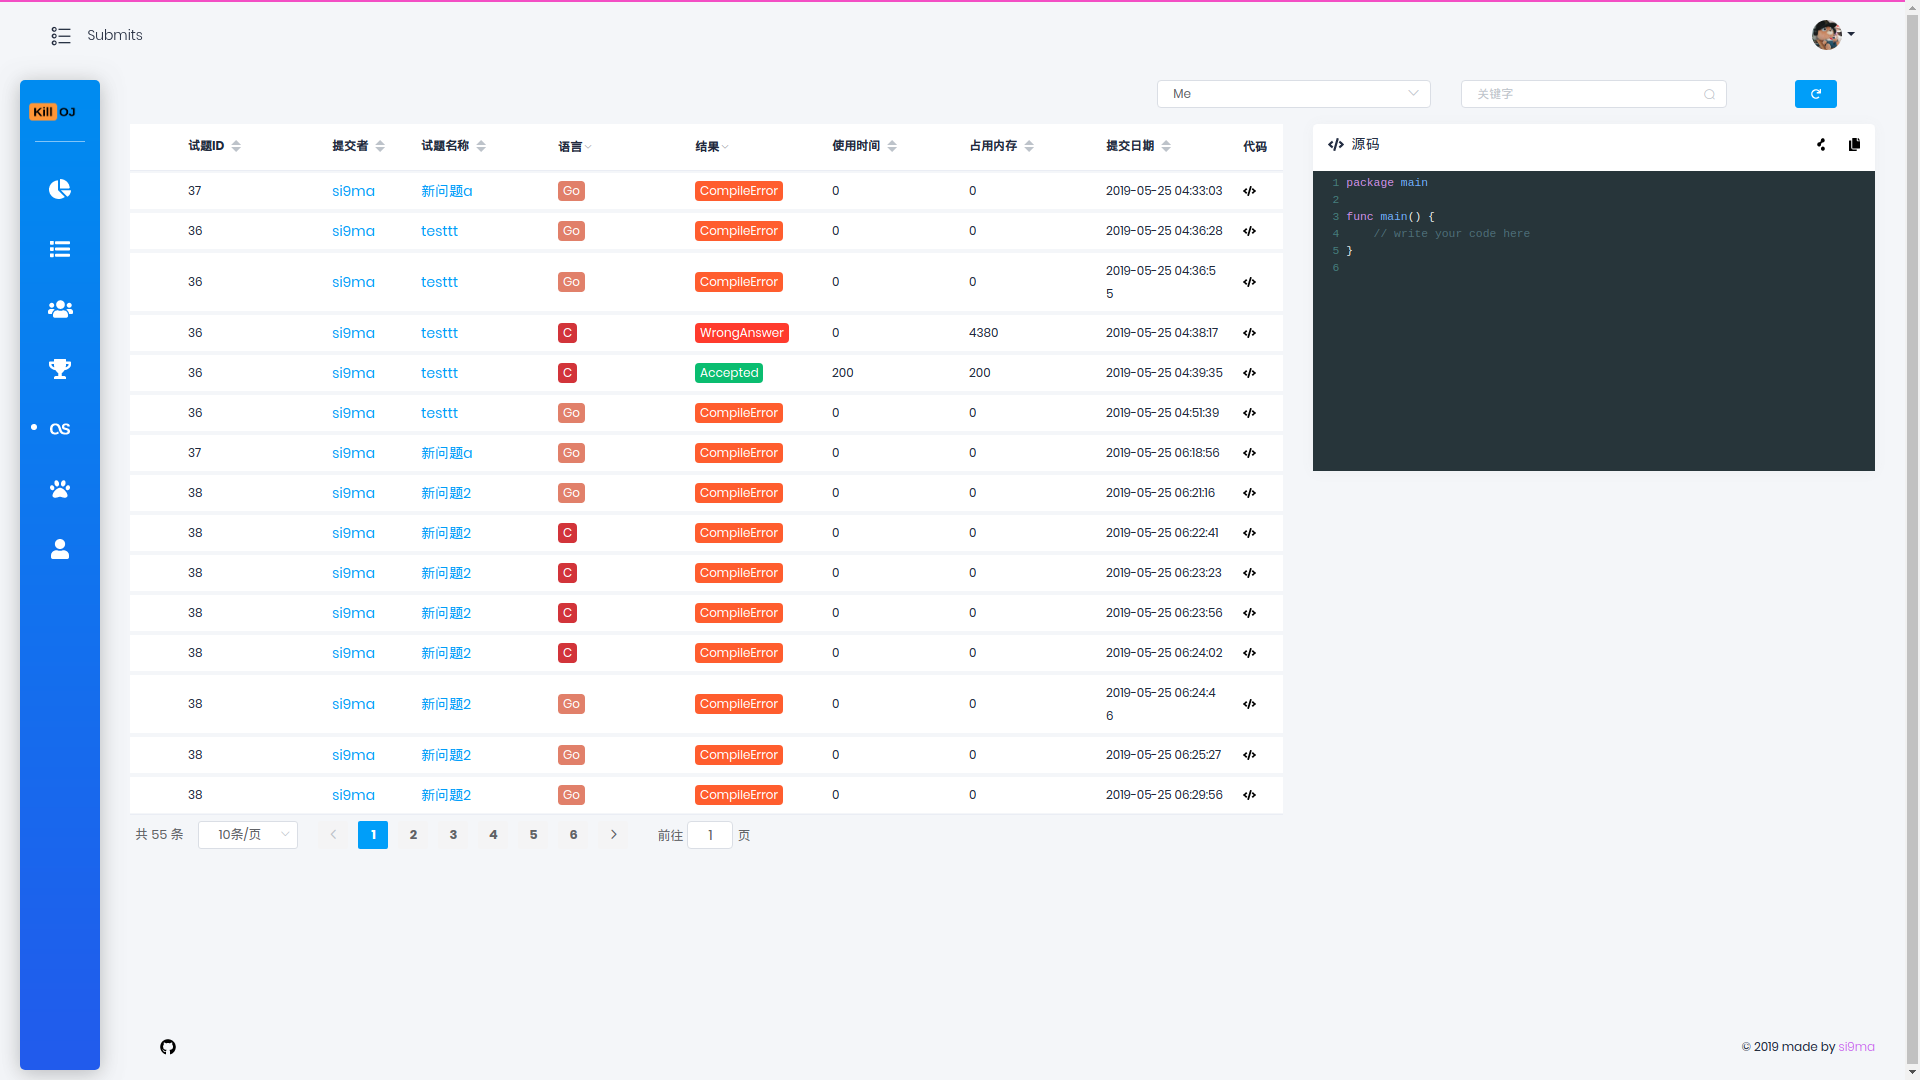 Submits
Kill OJ
Me
关键字
试题ID 提交者 试题名称 语言 结果 使用时间 占用内存 提交日期 代码
37 si9ma 新问题a Go CompileError 0 0 2019-05-25 04:33:03
36 si9ma testtt Go CompileError 0 0 2019-05-25 04:36:28
36 si9ma testtt Go CompileError 0 0 2019-05-25 04:36:5
5
36 si9ma testtt C WrongAnswer 0 4380 2019-05-25 04:38:17
36 si9ma testtt C Accepted 200 200 2019-05-25 04:39:35
36 si9ma testtt Go CompileError 0 0 2019-05-25 04:51:39
37 si9ma 新问题a Go CompileError 0 0 2019-05-25 06:18:56
38 si9ma 新问题2 Go CompileError 0 0 2019-05-25 06:21:16
38 si9ma 新问题2 C CompileError 0 0 2019-05-25 06:22:41
38 si9ma 新问题2 C CompileError 0 0 2019-05-25 06:23:23
38 si9ma 新问题2 C CompileError 0 0 2019-05-25 06:23:56
38 si9ma 新问题2 C CompileError 0 0 2019-05-25 06:24:02
38 si9ma 新问题2 Go CompileError 0 0 2019-05-25 06:24:4
6
38 si9ma 新问题2 Go CompileError 0 0 2019-05-25 06:25:27
38 si9ma 新问题2 Go CompileError 0 0 2019-05-25 06:29:56
共 55 条 10条/页 1 2 3 4 5 6 前往 1 页
源码
1 package main
2
3 func main() {
4     // write your code here
5 }
6
© 2019 made by si9ma